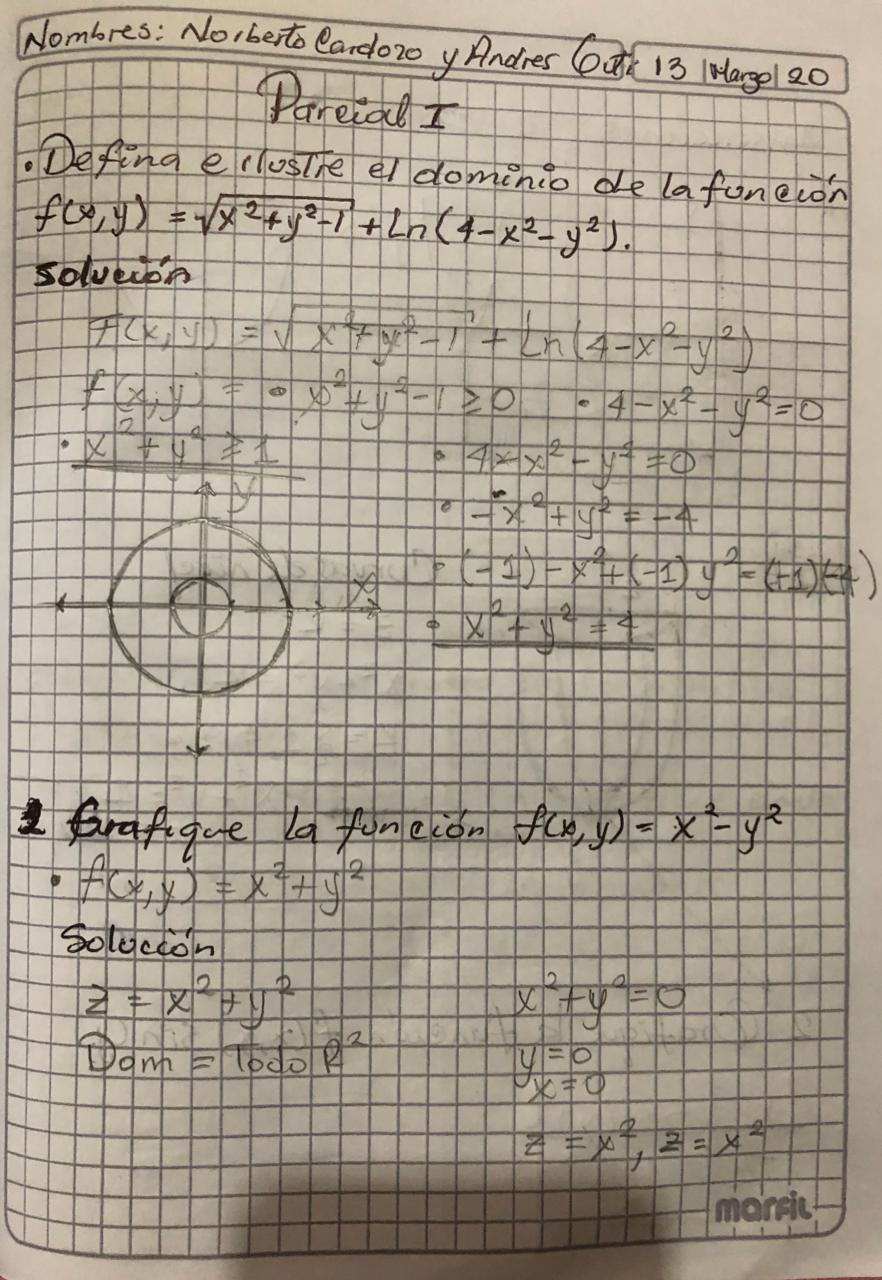 Nombres: Norberto Cardozo y Andres Guti 13 | Marzo | 20
Parcial I
• Defina e ilustre el dominio de la función
f(x,y) = √x²+y²-1 + Ln(4-x²-y²).
Solución
F(x,y) = √x²+y²-1 + Ln(4-x²-y²)
f(x,y) = • x²+y²-1 ≥ 0 • 4-x²-y²=0
• x²+y² ≥ 1
• 4-x²-y²=0
• -x²+y² = -4
• (-1)-x²+(-1)y²=(+1)(-4)
• x²+y²=4
y
x
2 Grafique la función f(x,y) = x²-y²
• f(x,y) = x²+y²
Solución
z = x²+y²
Dom = Todo R²
x²+y²=0
y=0
x=0
z = x², z = x²
marfil